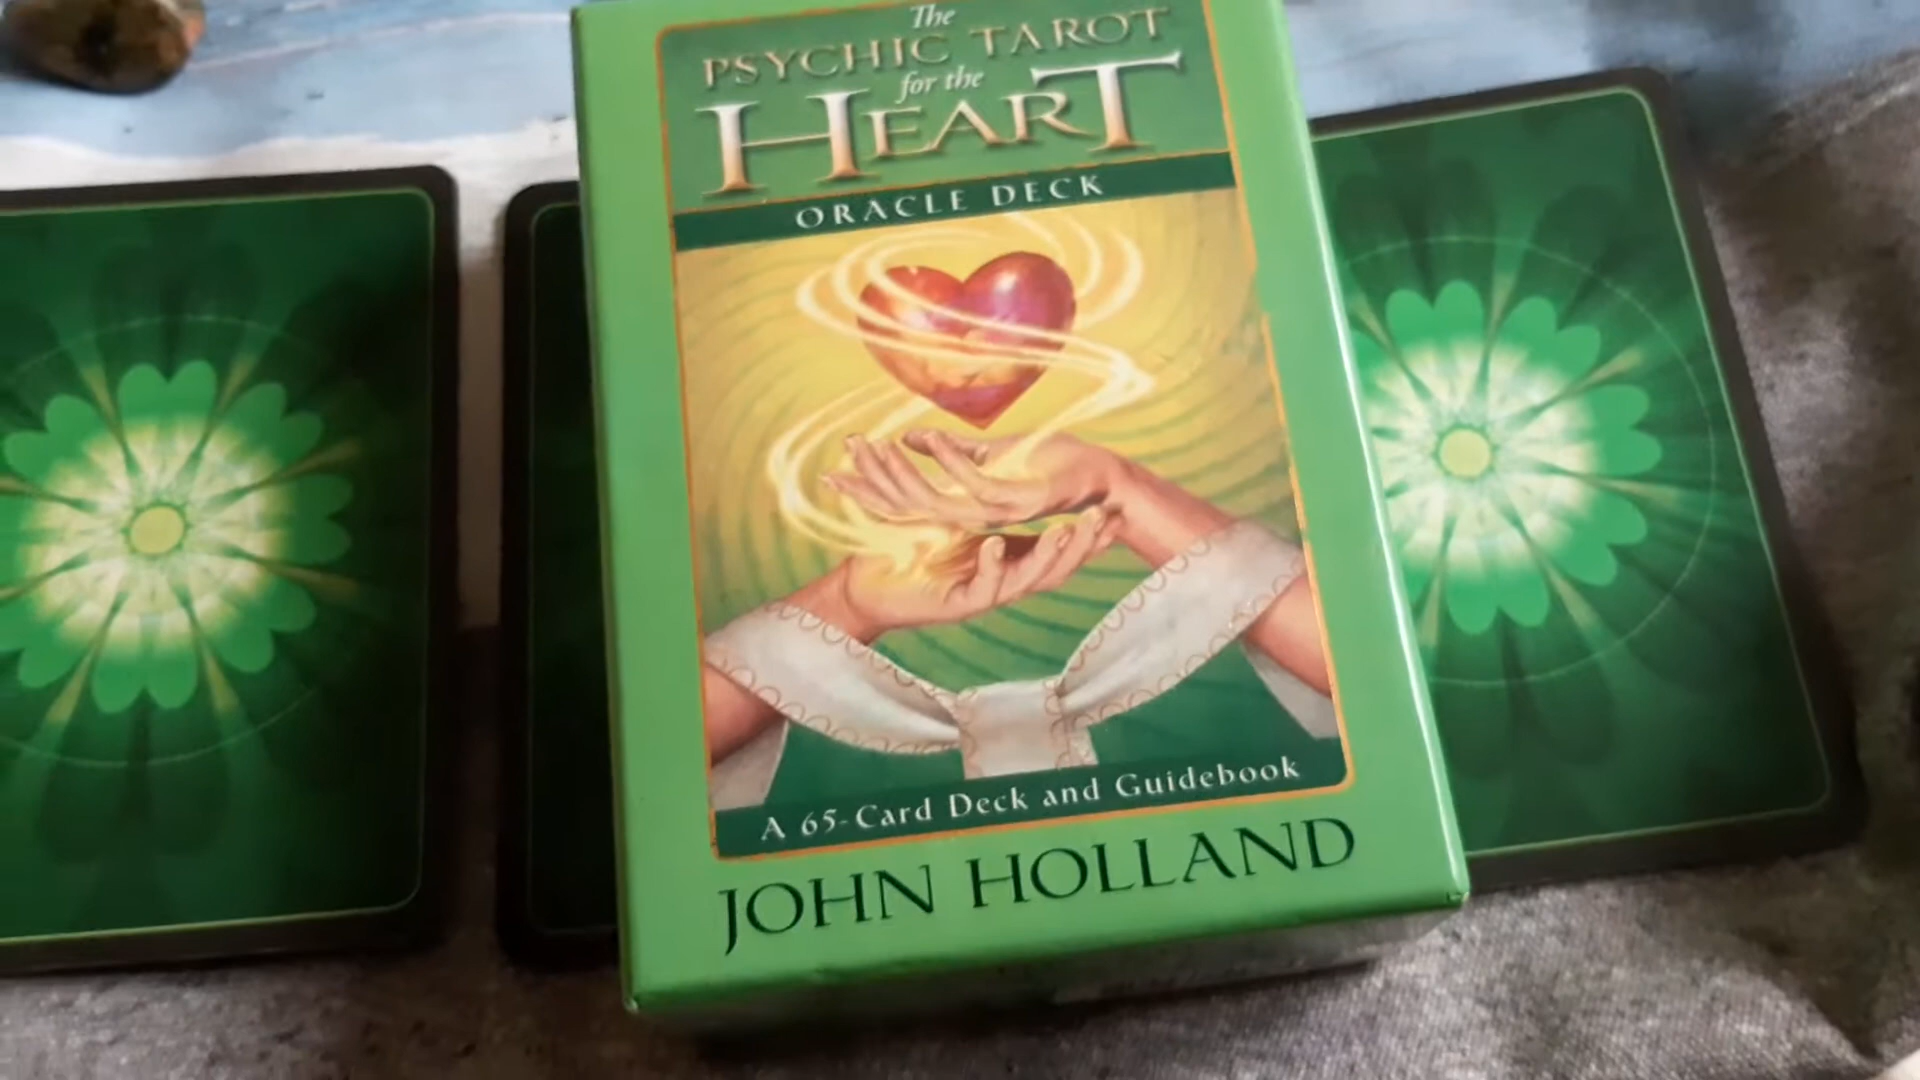 The
PSYCHIC TAROT
for the
HEART
ORACLE DECK
A 65-Card Deck and Guidebook
JOHN HOLLAND